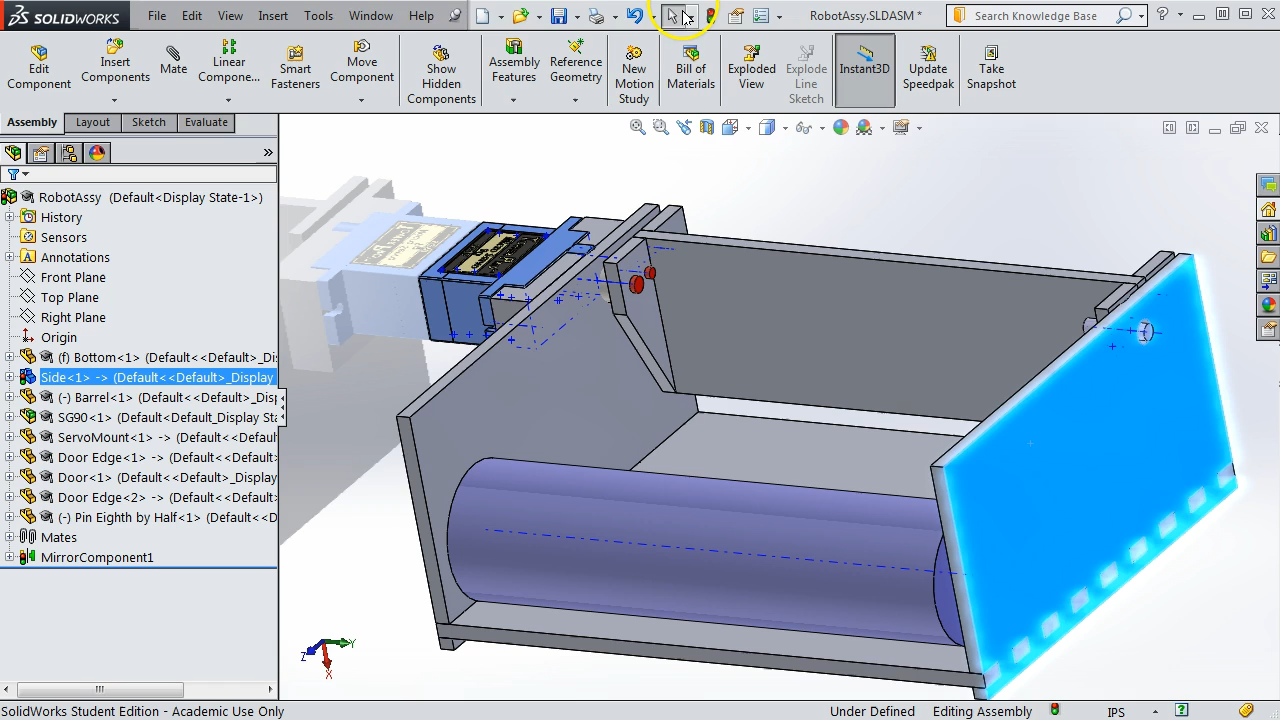 SOLIDWORKS File Edit View Insert Tools Window Help RobotAssy.SLDASM * Search Knowledge Base
Edit Component
Insert Components
Mate
Linear Compone...
Smart Fasteners
Move Component
Show Hidden Components
Assembly Features
Reference Geometry
New Motion Study
Bill of Materials
Exploded View
Explode Line Sketch
Instant3D
Update Speedpak
Take Snapshot
Assembly Layout Sketch Evaluate
RobotAssy (Default<Display State-1>)
History
Sensors
Annotations
Front Plane
Top Plane
Right Plane
Origin
(f) Bottom<1> (Default<<Default>_Di
Side<1> -> (Default<<Default>_Display
(-) Barrel<1> (Default<<Default>_Disp
SG90<1> (Default<Default_Display Sta
ServoMount<1> -> (Default<<Defaul
Door Edge<1> -> (Default<<Default>
Door<1> (Default<<Default>_Display
Door Edge<2> -> (Default<<Default>
(-) Pin Eighth by Half<1> (Default<<D
Mates
MirrorComponent1
Y
Z
X
SolidWorks Student Edition - Academic Use Only Under Defined Editing Assembly IPS